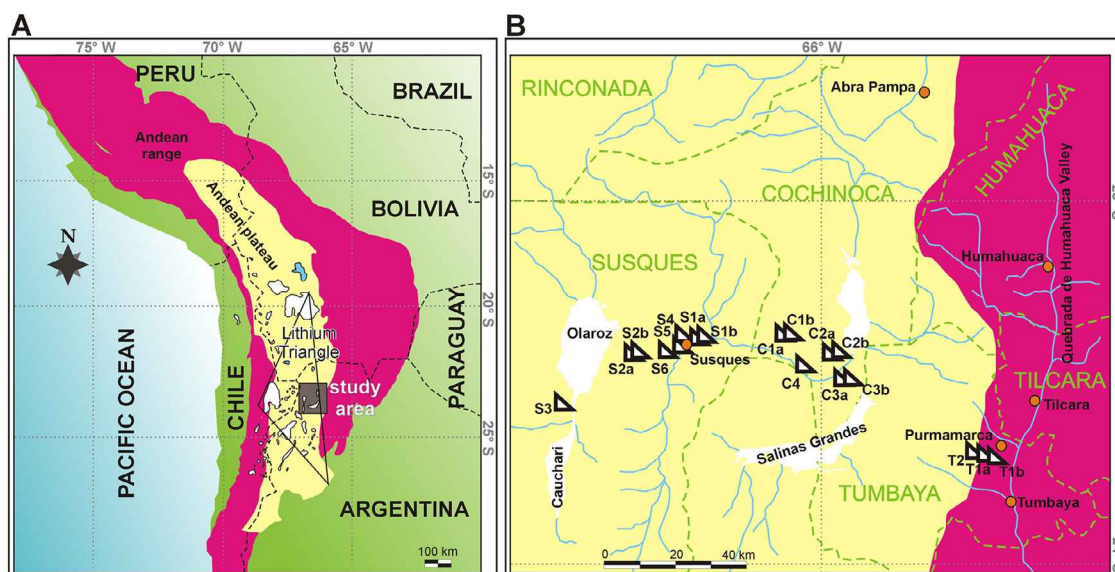 A
75° W
70° W
65° W
PERU
BRAZIL
Andean
range
15° S
BOLIVIA
Andean plateau
N
20° S
Lithium
Triangle
PARAGUAY
study
area
PACIFIC OCEAN
CHILE
25° S
ARGENTINA
100 km
B
66° W
RINCONADA
Abra Pampa
HUMAHUACA
COCHINOCA
Quebrada de Humahuaca Valley
Humahuaca
SUSQUES
Olaroz
S4
S1a
S5
S2b
S1b
C1b
C2a
S2a
S6
Susques
C1a
C2b
C4
C3a
C3b
TILCARA
S3
Tilcara
Purmamarca
Salinas Grandes
T2
T1a
T1b
Cauchari
TUMBAYA
Tumbaya
0 20 40 km